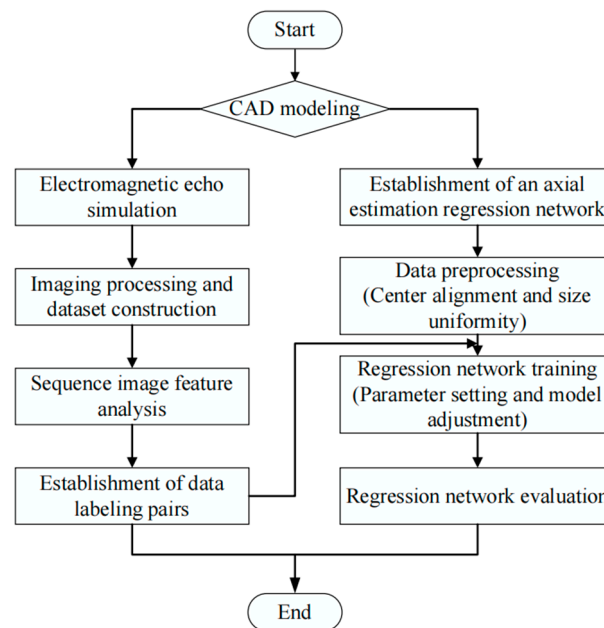 Start
CAD modeling
Electromagnetic echo
simulation
Imaging processing and
dataset construction
Sequence image feature
analysis
Establishment of data
labeling pairs
Establishment of an axial
estimation regression network
Data preprocessing
(Center alignment and size
uniformity)
Regression network training
(Parameter setting and model
adjustment)
Regression network evaluation
End